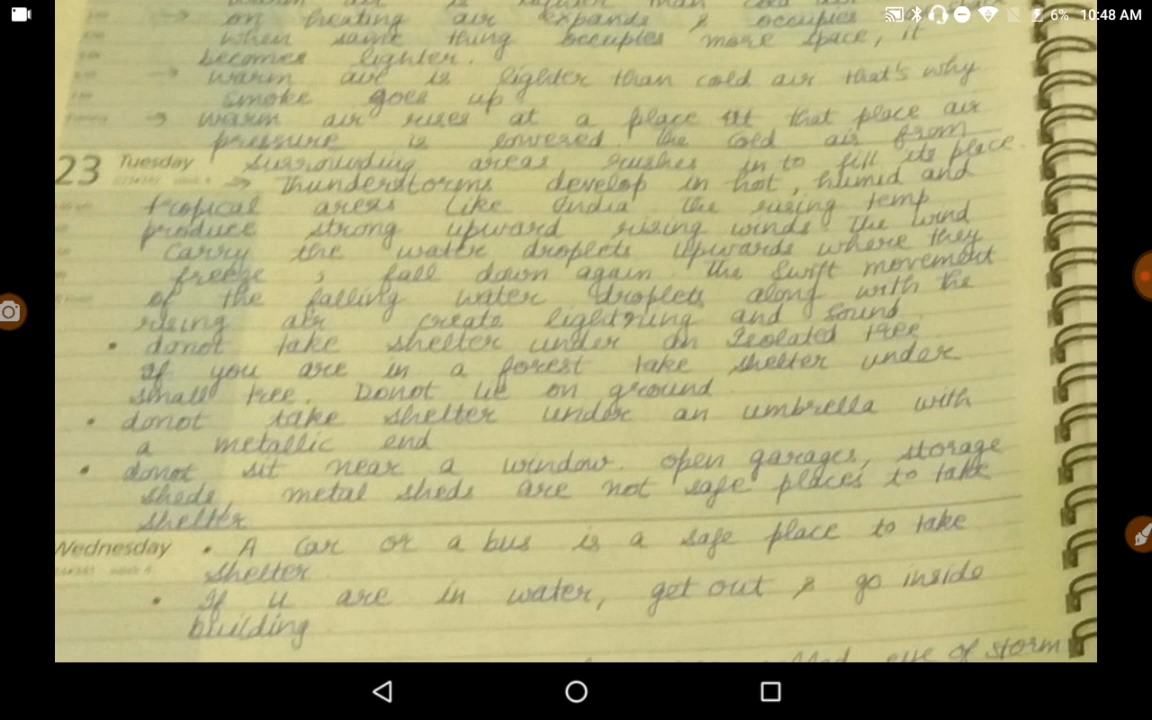 6% 10:48 AM
warm air is lighter than cold air
→ on heating air expands & occupies
when same thing occupies more space, it
becomes lighter.
→ warm air is lighter than cold air that's why
smoke goes up
→ warm air rises at a place At that place air
pressure is lowered. The cold air from
23 Tuesday surrounding areas rushes in to fill its place.
→ Thunderstorms develop in hot, humid and
tropical areas like India The rising temp
produce strong upward rising winds The wind
carry the water droplets upwards where they
freeze, fall down again. The swift movement
of the falling water droplets along with the
rising air create lightning and sound
• donot take shelter under an Isolated tree
If you are in a forest take shelter under
small tree. Donot lie on ground
• donot take shelter under an umbrella with
a metallic end
• donot sit near a window. open garages, storage
sheds, metal sheds are not safe places to take
shelter
Wednesday • A car or a bus is a safe place to take
shelter
• If u are in water, get out & go inside
building
eye of storm